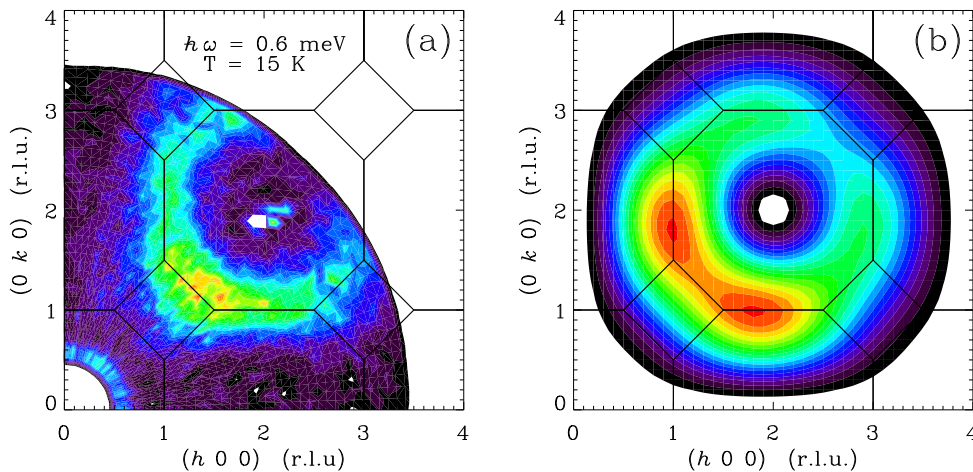 (a)
ħω = 0.6 meV
T = 15 K
4
3
2
1
0
(0 k 0) (r.l.u.)
0 1 2 3 4
(h 0 0) (r.l.u)
(b)
4
3
2
1
0
(0 k 0) (r.l.u.)
0 1 2 3 4
(h 0 0) (r.l.u.)